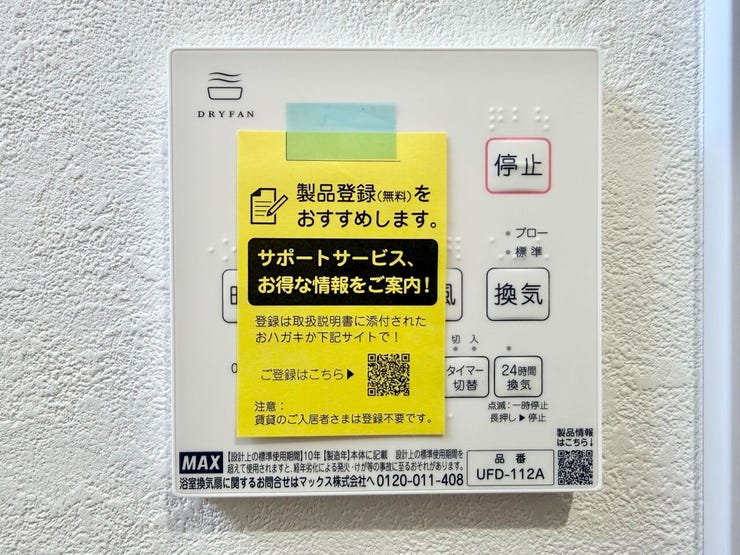 DRYFAN
停止
製品登録(無料)を
おすすめします。
サポートサービス、
お得な情報をご案内!
登録は取扱説明書に添付された
おハガキか下記サイトで!
ご登録はこちら▶
注意:
賃貸のご入居者さまは登録不要です。
ブロー
標準
風
換気
切 入
タイマー
切替
24時間
換気
点滅:一時停止
長押し▶停止
製品情報
はこちら↓
MAX
【設計上の標準使用期間】10年【製造年】本体に記載 設計上の標準使用期間を
超えて使用されますと、経年劣化による発火・けが等の事故に至るおそれがあります。
浴室換気扇に関するお問合せはマックス株式会社へ 0120-011-408
品番
UFD-112A